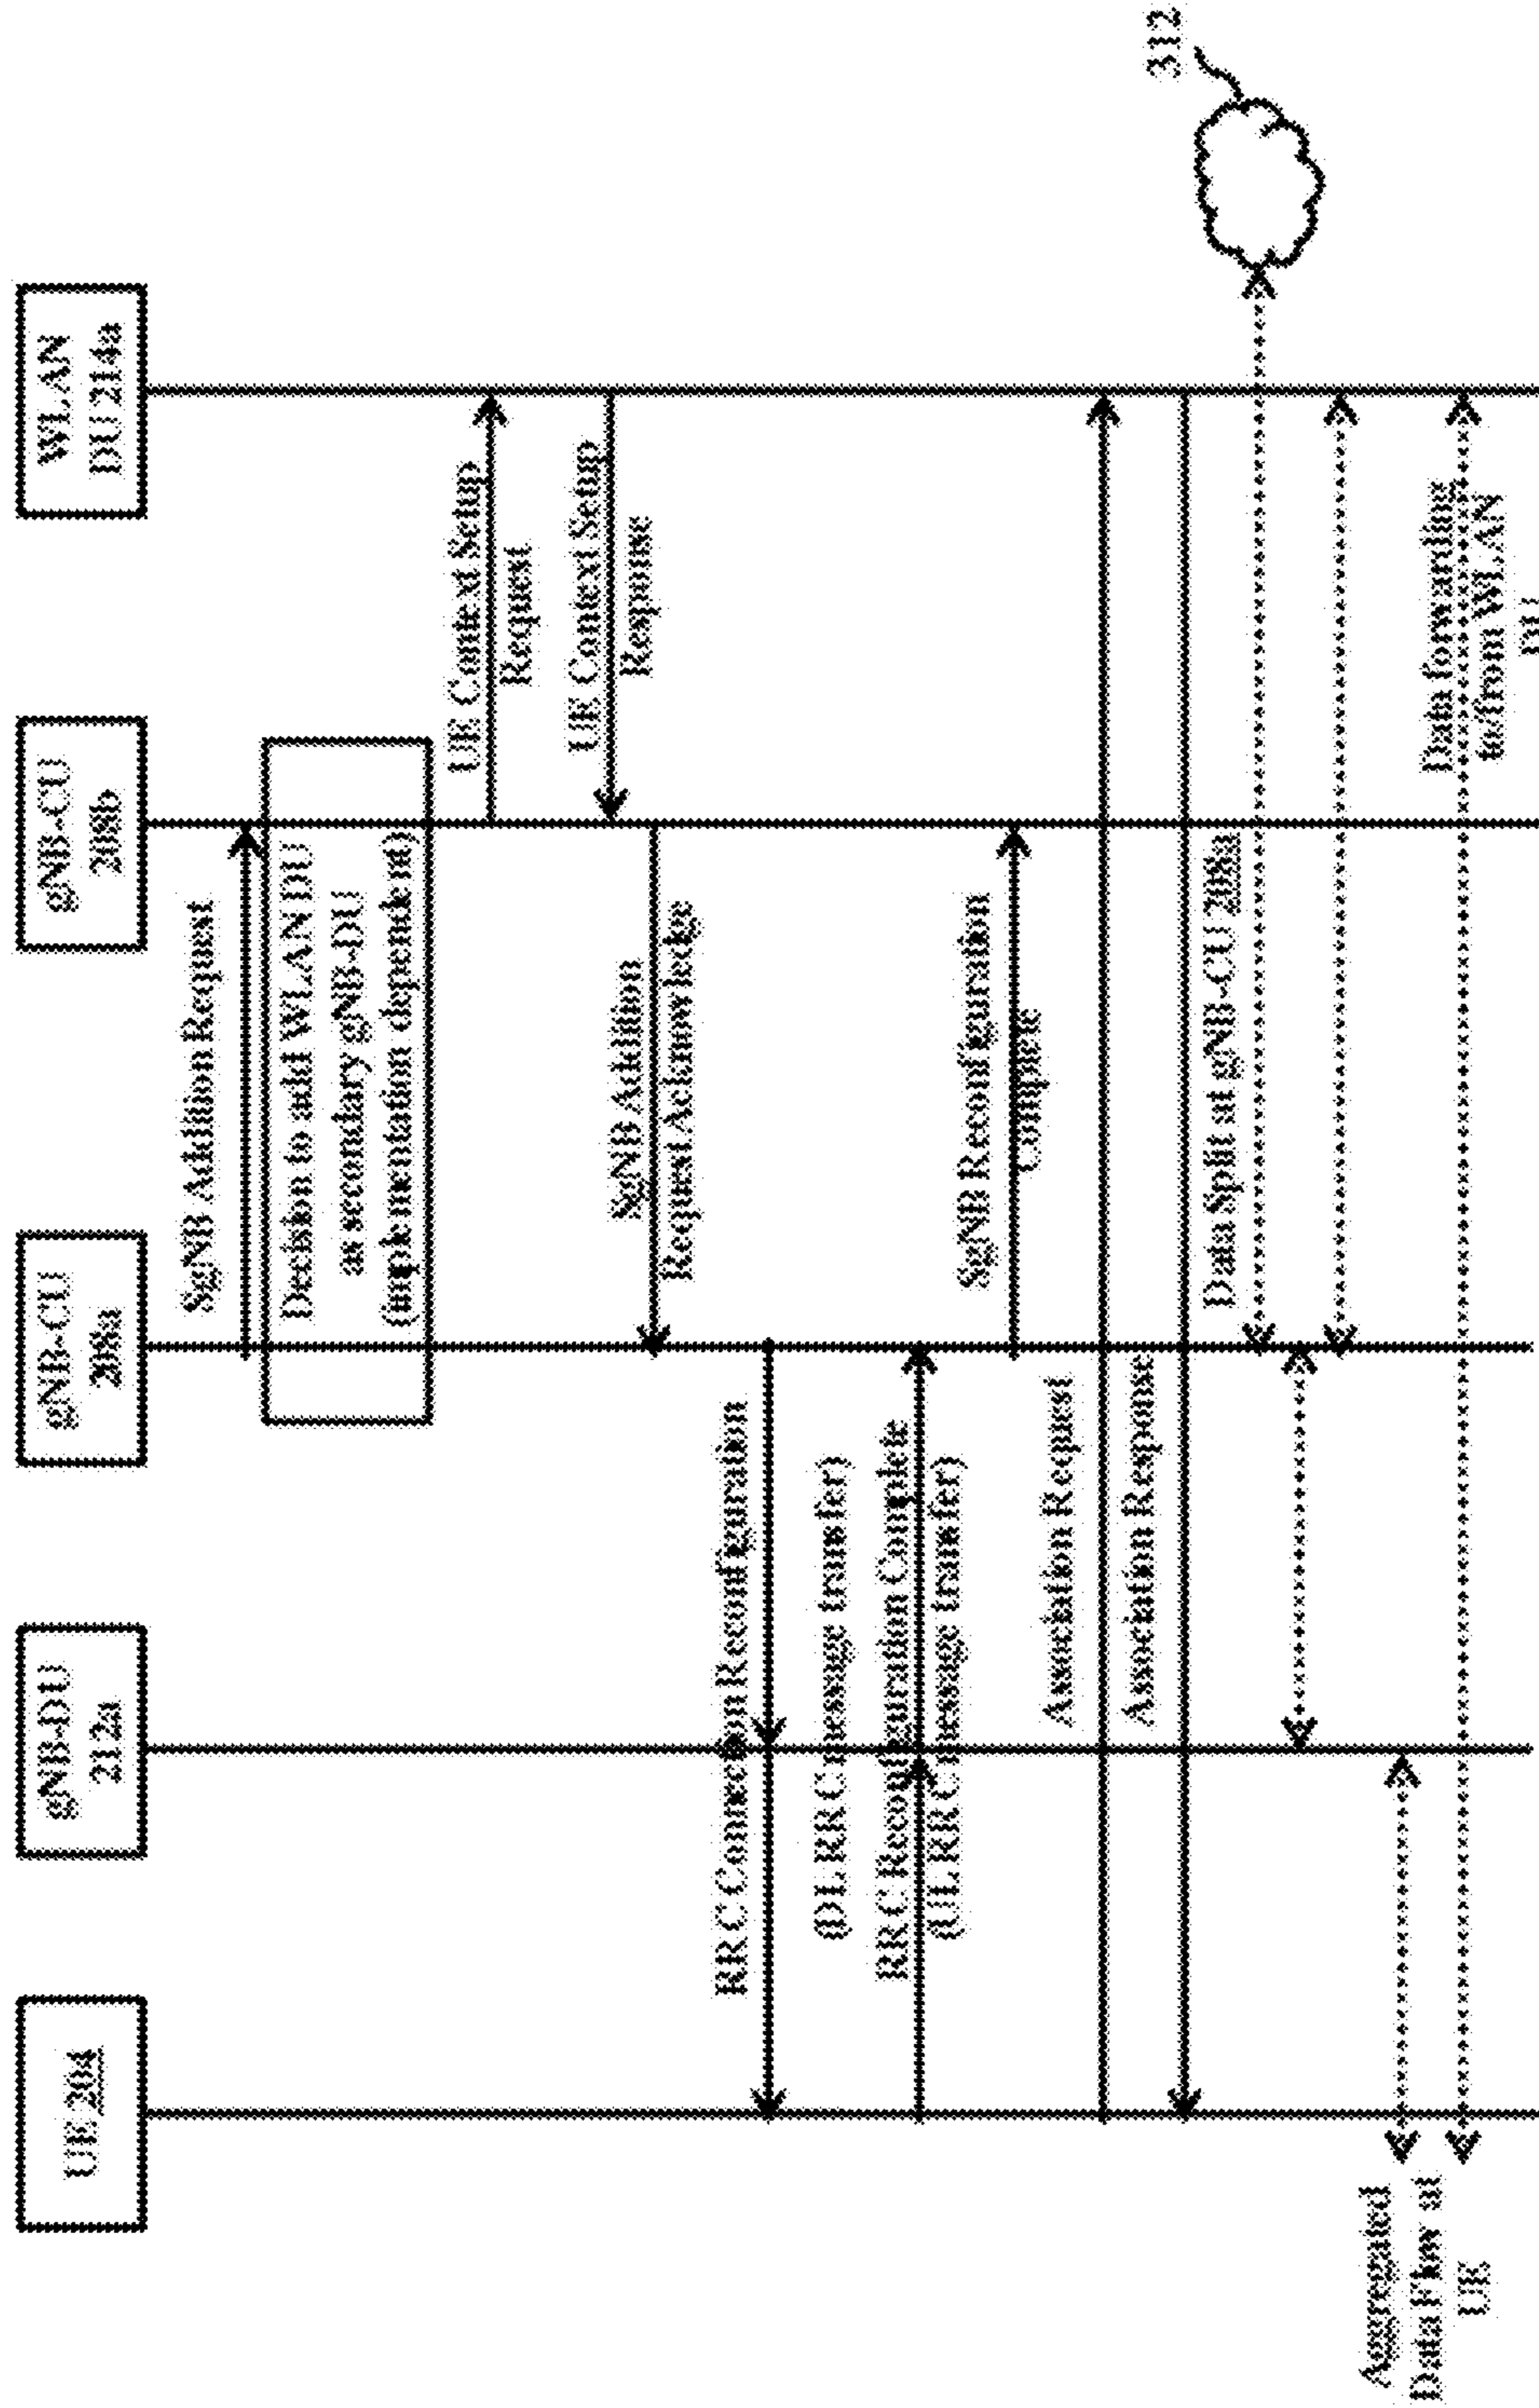 UE 204
gNB-DU
212a
gNB-CU
208a
gNB-CU
208b
WLAN
DU 214a
SgNB Addition Request
Decision to add WLAN DU
as secondary gNB-DU
(implementation dependent)
UE Context Setup
Request
UE Context Setup
Response
SgNB Addition
Request Acknowledge
RRC Connection Reconfiguration
(DL RRC message transfer)
RRC Reconfiguration Complete
(UL RRC message transfer)
SgNB Reconfiguration
Complete
Association Request
Association Response
Data Split at gNB-CU 208a
312
Aggregated
Data Flow at
UE
Data forwarding
to/from WLAN
DU